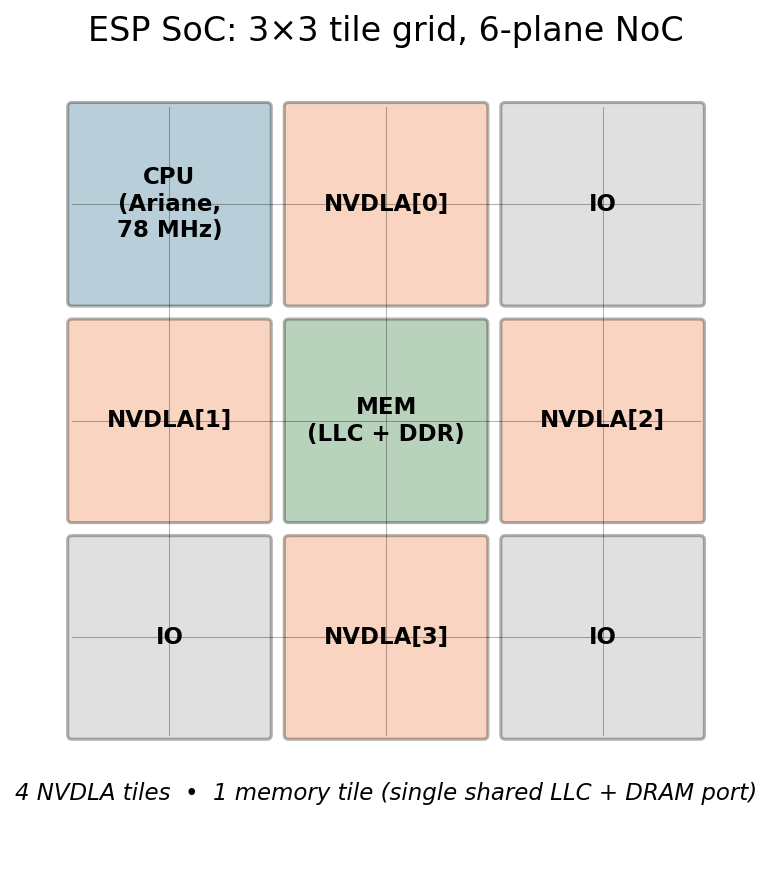 ESP SoC: 3×3 tile grid, 6-plane NoC
CPU
(Ariane,
78 MHz)
NVDLA[0]
IO
NVDLA[1]
MEM
(LLC + DDR)
NVDLA[2]
IO
NVDLA[3]
IO
4 NVDLA tiles • 1 memory tile (single shared LLC + DRAM port)